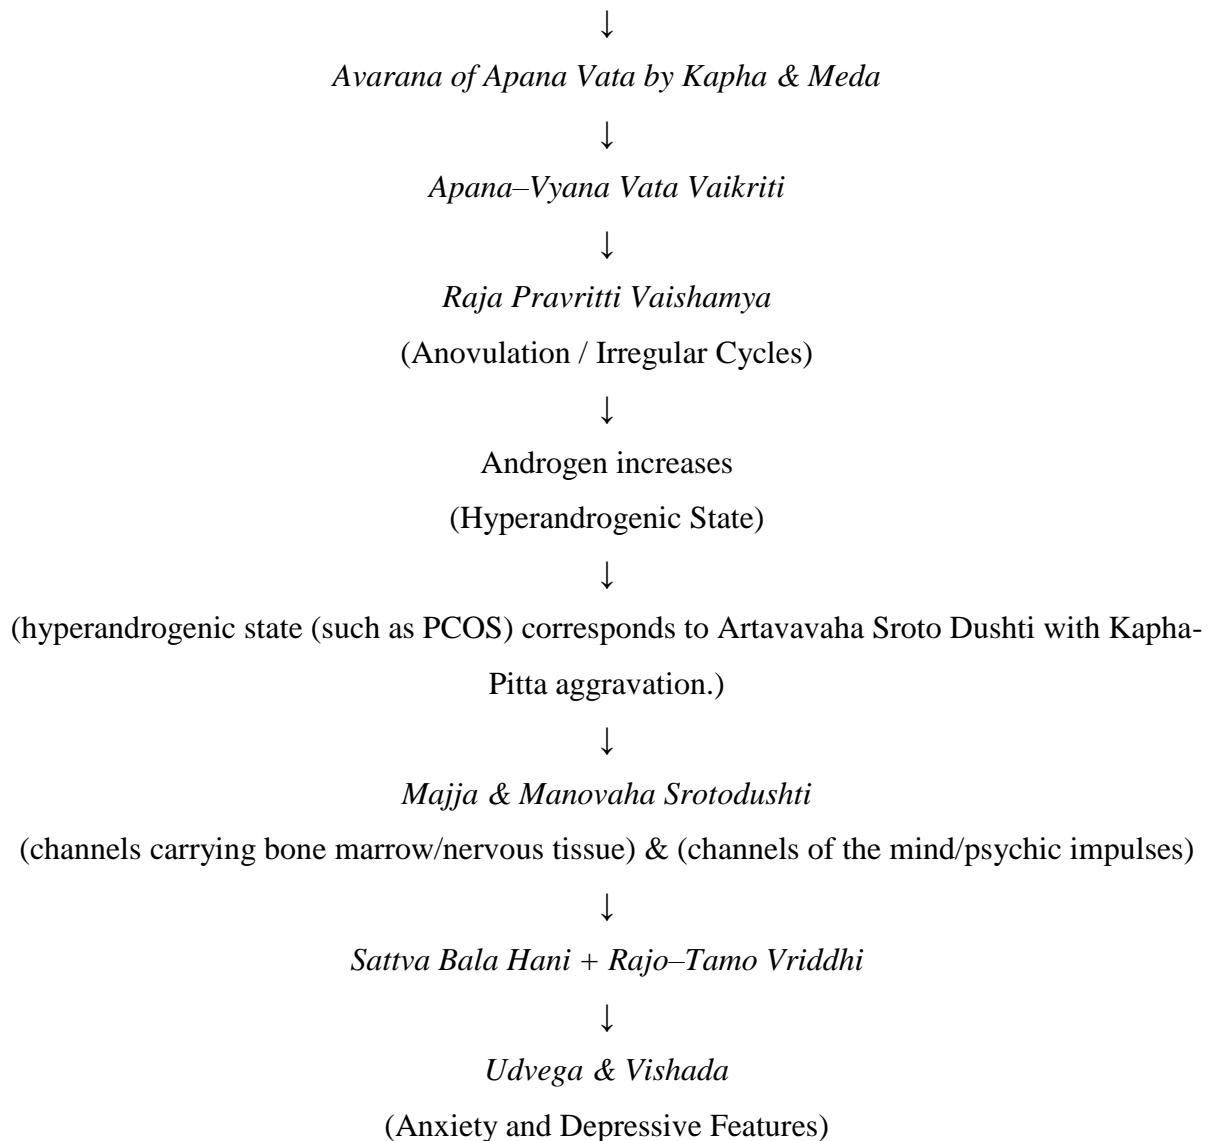 ↓
Avarana of Apana Vata by Kapha & Meda
↓
Apana–Vyana Vata Vaikriti
↓
Raja Pravritti Vaishamya
(Anovulation / Irregular Cycles)
↓
Androgen increases
(Hyperandrogenic State)
↓
(hyperandrogenic state (such as PCOS) corresponds to Artavavaha Sroto Dushti with Kapha-
Pitta aggravation.)
↓
Majja & Manovaha Srotodushti
(channels carrying bone marrow/nervous tissue) & (channels of the mind/psychic impulses)
↓
Sattva Bala Hani + Rajo–Tamo Vriddhi
↓
Udvega & Vishada
(Anxiety and Depressive Features)